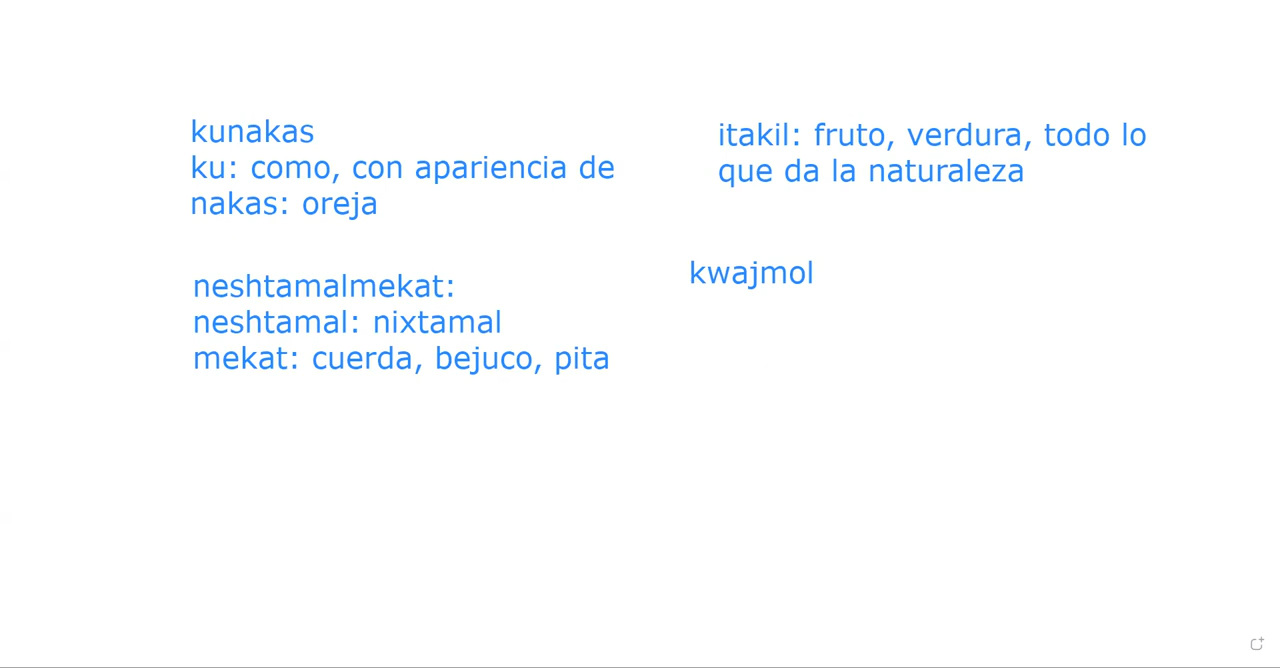 kunakas
ku: como, con apariencia de
nakas: oreja
neshtamalmekat:
neshtamal: nixtamal
mekat: cuerda, bejuco, pita
itakil: fruto, verdura, todo lo
que da la naturaleza
kwajmol